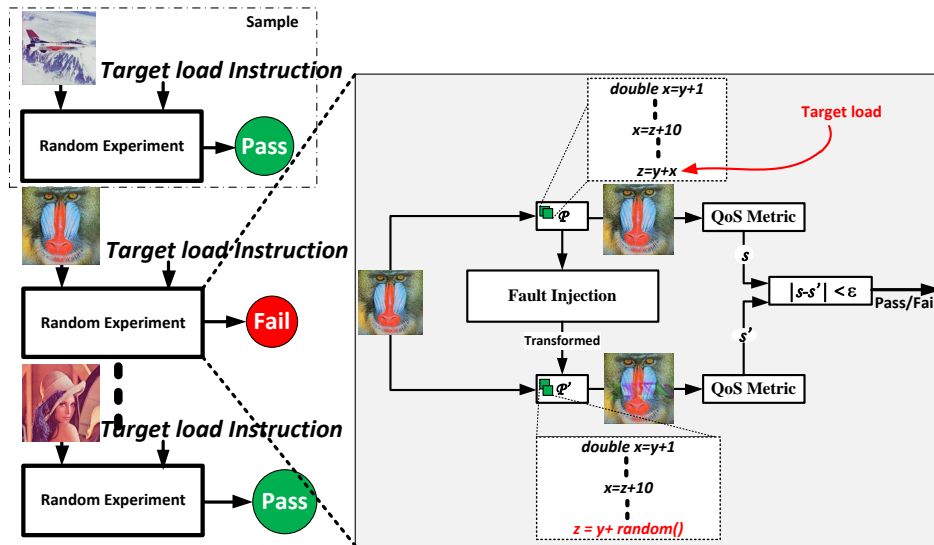 Sample
Target load Instruction
Random Experiment
Pass
Target load Instruction
Random Experiment
Fail
Target load Instruction
Random Experiment
Pass
double x=y+1
x=z+10
z=y+x
Target load
P
QoS Metric
s
Fault Injection
|s-s'| < ε
Pass/Fail
Transformed
s'
P'
QoS Metric
double x=y+1
x=z+10
z = y+ random()